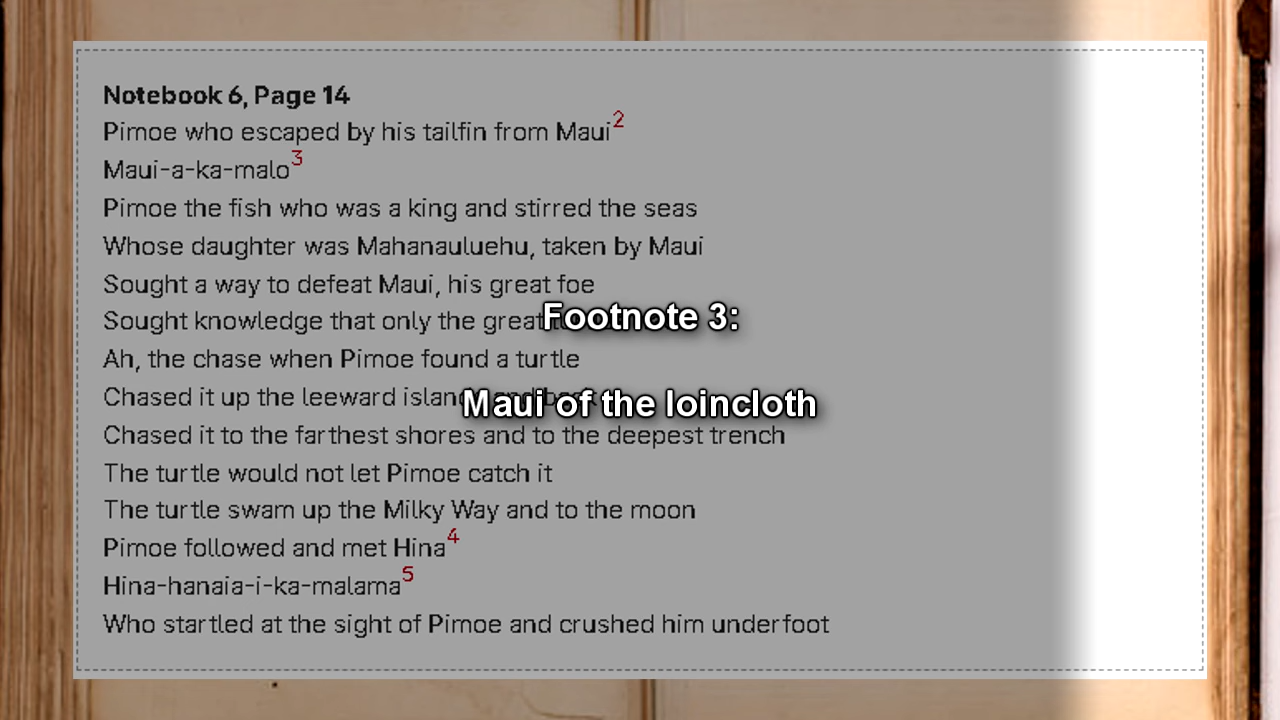 Notebook 6, Page 14
Pimoe who escaped by his tailfin from Maui2
Maui-a-ka-malo3
Pimoe the fish who was a king and stirred the seas
Whose daughter was Mahanauluehu, taken by Maui
Sought a way to defeat Maui, his great foe
Sought knowledge that only the great
Footnote 3:
Ah, the chase when Pimoe found a turtle
Chased it up the leeward
Maui of the loincloth
Chased it to the farthest shores and to the deepest trench
The turtle would not let Pimoe catch it
The turtle swam up the Milky Way and to the moon
Pimoe followed and met Hina4
Hina-hanaia-i-ka-malama5
Who startled at the sight of Pimoe and crushed him underfoot